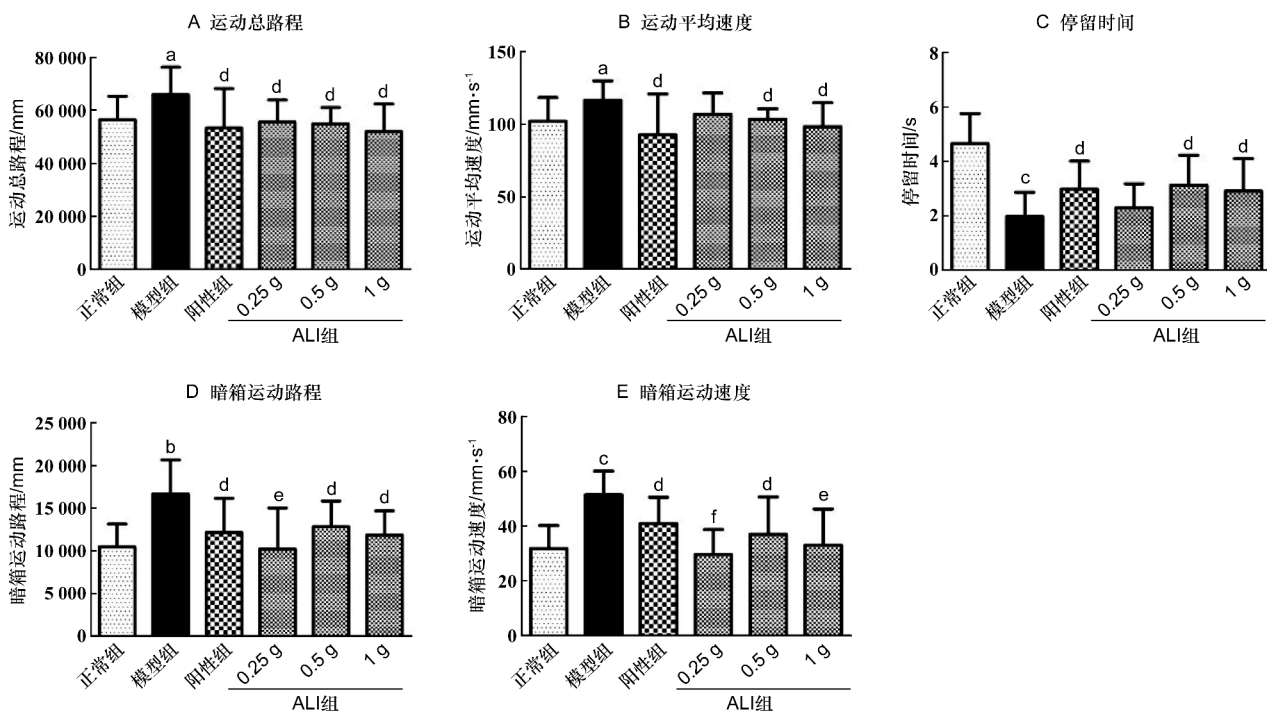 A 运动总路程
运动总路程/mm
80 000
60 000
40 000
20 000
0
a
d
d
d
d
正常组
模型组
阳性组
0.25 g
0.5 g
1 g
ALI组
B 运动平均速度
运动平均速度/mm·s⁻¹
150
100
50
0
a
d
d
d
正常组
模型组
阳性组
0.25 g
0.5 g
1 g
ALI组
C 停留时间
停留时间/s
8
6
4
2
0
c
d
d
d
正常组
模型组
阳性组
0.25 g
0.5 g
1 g
ALI组
D 暗箱运动路程
暗箱运动路程/mm
25 000
20 000
15 000
10 000
5 000
0
b
d
e
d
d
正常组
模型组
阳性组
0.25 g
0.5 g
1 g
ALI组
E 暗箱运动速度
暗箱运动速度/mm·s⁻¹
80
60
40
20
0
c
d
f
d
e
正常组
模型组
阳性组
0.25 g
0.5 g
1 g
ALI组